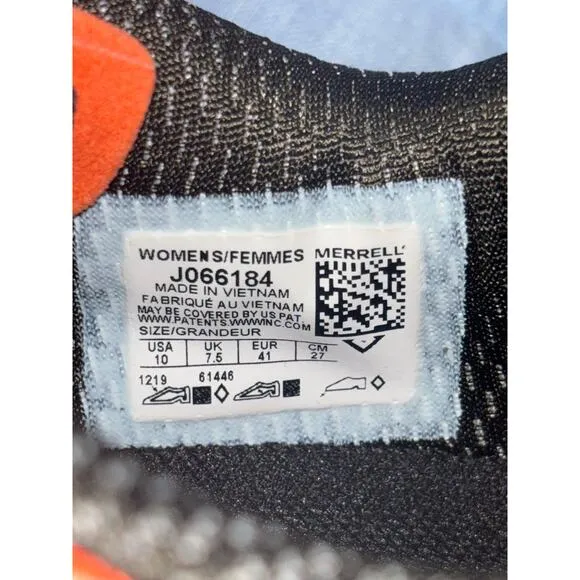 WOMENS/FEMMES MERRELL
J066184
MADE IN VIETNAM
FABRIQUÉ AU VIETNAM
MAY BE COVERED BY US PAT.
WWW.PATENTS.WWWINC.COM
SIZE/GRANDEUR
USA UK EUR CM
10 7.5 41 27
1219 61446